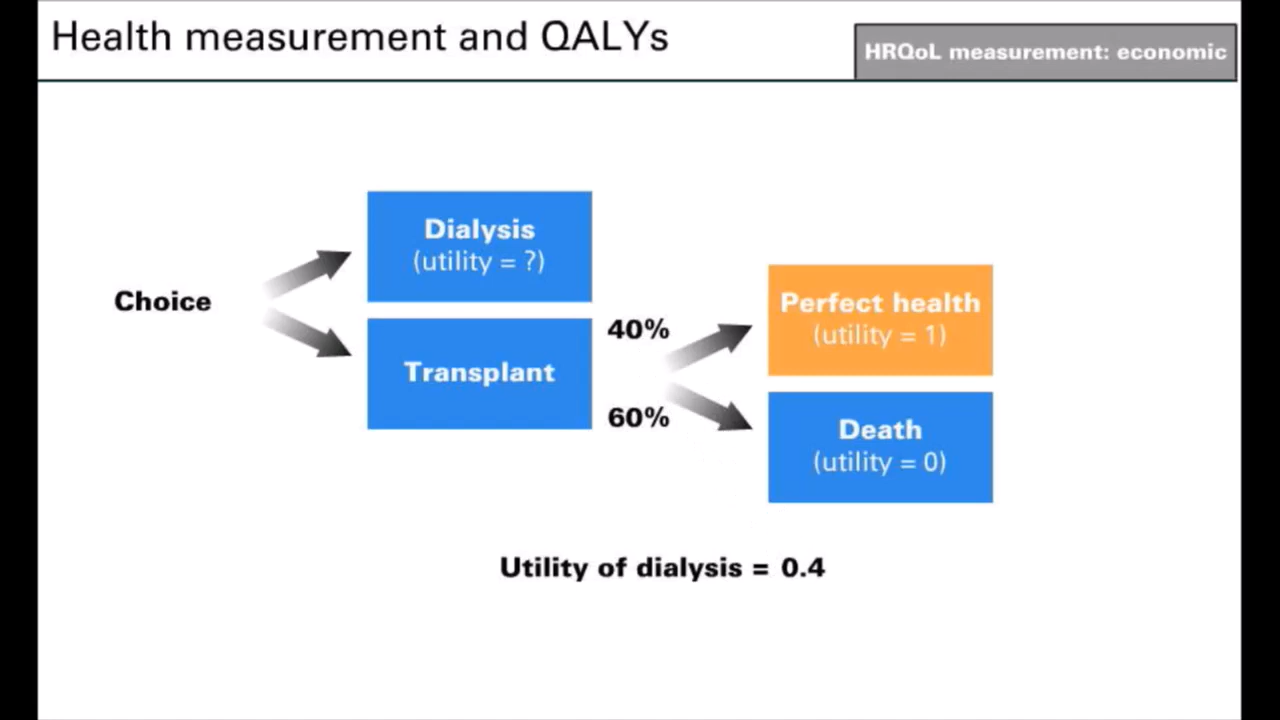 Health measurement and QALYs
HRQoL measurement: economic
Dialysis
(utility = ?)
Choice
Transplant
40%
60%
Perfect health
(utility = 1)
Death
(utility = 0)
Utility of dialysis = 0.4